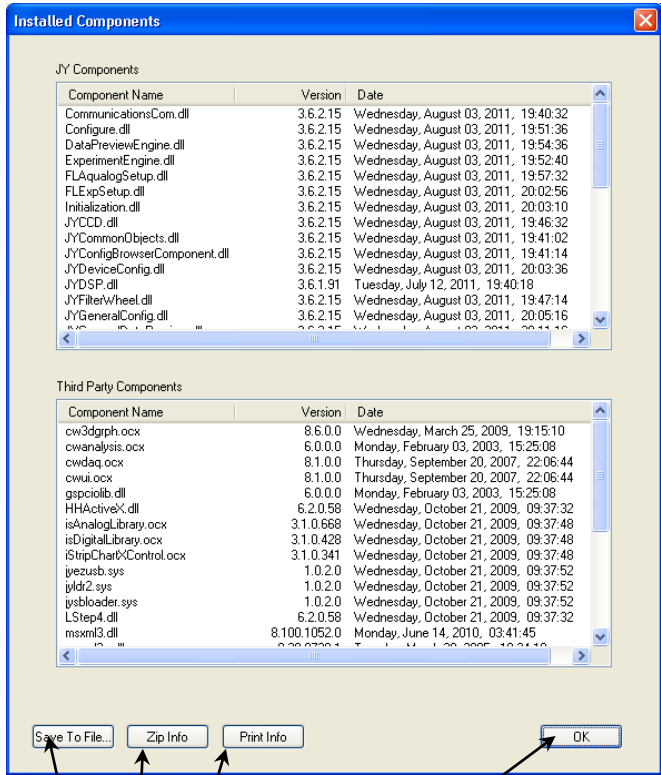 Installed Components
JY Components
Component Name Version Date
CommunicationsCom.dll 3.6.2.15 Wednesday, August 03, 2011, 19:40:32
Configure.dll 3.6.2.15 Wednesday, August 03, 2011, 19:51:36
DataPreviewEngine.dll 3.6.2.15 Wednesday, August 03, 2011, 19:54:36
ExperimentEngine.dll 3.6.2.15 Wednesday, August 03, 2011, 19:52:40
FLAqualogSetup.dll 3.6.2.15 Wednesday, August 03, 2011, 19:57:32
FLExpSetup.dll 3.6.2.15 Wednesday, August 03, 2011, 20:02:56
Initialization.dll 3.6.2.15 Wednesday, August 03, 2011, 20:03:10
JYCCD.dll 3.6.2.15 Wednesday, August 03, 2011, 19:46:32
JYCommonObjects.dll 3.6.2.15 Wednesday, August 03, 2011, 19:41:02
JYConfigBrowserComponent.dll 3.6.2.15 Wednesday, August 03, 2011, 19:41:14
JYDeviceConfig.dll 3.6.2.15 Wednesday, August 03, 2011, 20:03:36
JYDSP.dll 3.6.1.91 Tuesday, July 12, 2011, 19:40:18
JYFilterWheel.dll 3.6.2.15 Wednesday, August 03, 2011, 19:47:14
JYGeneralConfig.dll 3.6.2.15 Wednesday, August 03, 2011, 20:05:16
Third Party Components
Component Name Version Date
cw3dgrph.ocx 8.6.0.0 Wednesday, March 25, 2009, 19:15:10
cwanalysis.ocx 6.0.0.0 Monday, February 03, 2003, 15:25:08
cwdaq.ocx 8.1.0.0 Thursday, September 20, 2007, 22:06:44
cwui.ocx 8.1.0.0 Thursday, September 20, 2007, 22:06:44
gspciolib.dll 6.0.0.0 Monday, February 03, 2003, 15:25:08
HHActiveX.dll 6.2.0.58 Wednesday, October 21, 2009, 09:37:32
isAnalogLibrary.ocx 3.1.0.668 Wednesday, October 21, 2009, 09:37:48
isDigitalLibrary.ocx 3.1.0.428 Wednesday, October 21, 2009, 09:37:48
iStripChartXControl.ocx 3.1.0.341 Wednesday, October 21, 2009, 09:37:48
jyezusb.sys 1.0.2.0 Wednesday, October 21, 2009, 09:37:52
jyldr2.sys 1.0.2.0 Wednesday, October 21, 2009, 09:37:52
jysbloader.sys 1.0.2.0 Wednesday, October 21, 2009, 09:37:52
LStep4.dll 6.2.0.58 Wednesday, October 21, 2009, 09:37:32
msxml3.dll 8.100.1052.0 Monday, June 14, 2010, 03:41:45
Save To File... Zip Info Print Info OK